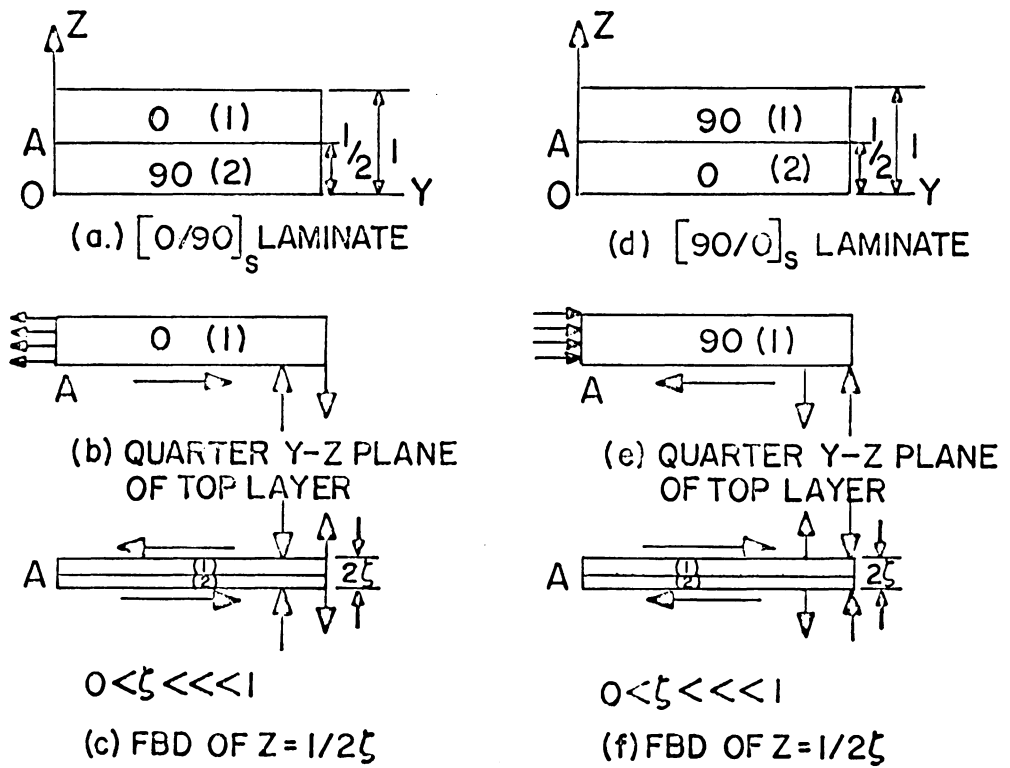 Z
0 (1)
A
90 (2)
O
Y
1/2
1
(a.) [0/90]s LAMINATE
Z
90 (1)
A
0 (2)
O
Y
1/2
1
(d) [90/0]s LAMINATE
0 (1)
A
(b) QUARTER Y-Z PLANE
OF TOP LAYER
90 (1)
A
(e) QUARTER Y-Z PLANE
OF TOP LAYER
A
(1)
(2)
2ζ
0<ζ<<<1
(c) FBD OF Z = 1/2ζ
A
(1)
(2)
2ζ
0<ζ<<<1
(f) FBD OF Z = 1/2ζ